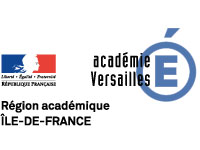 académie
Versailles
É
Liberté • Égalité • Fraternité
RÉPUBLIQUE FRANÇAISE
Région académique
ÎLE-DE-FRANCE